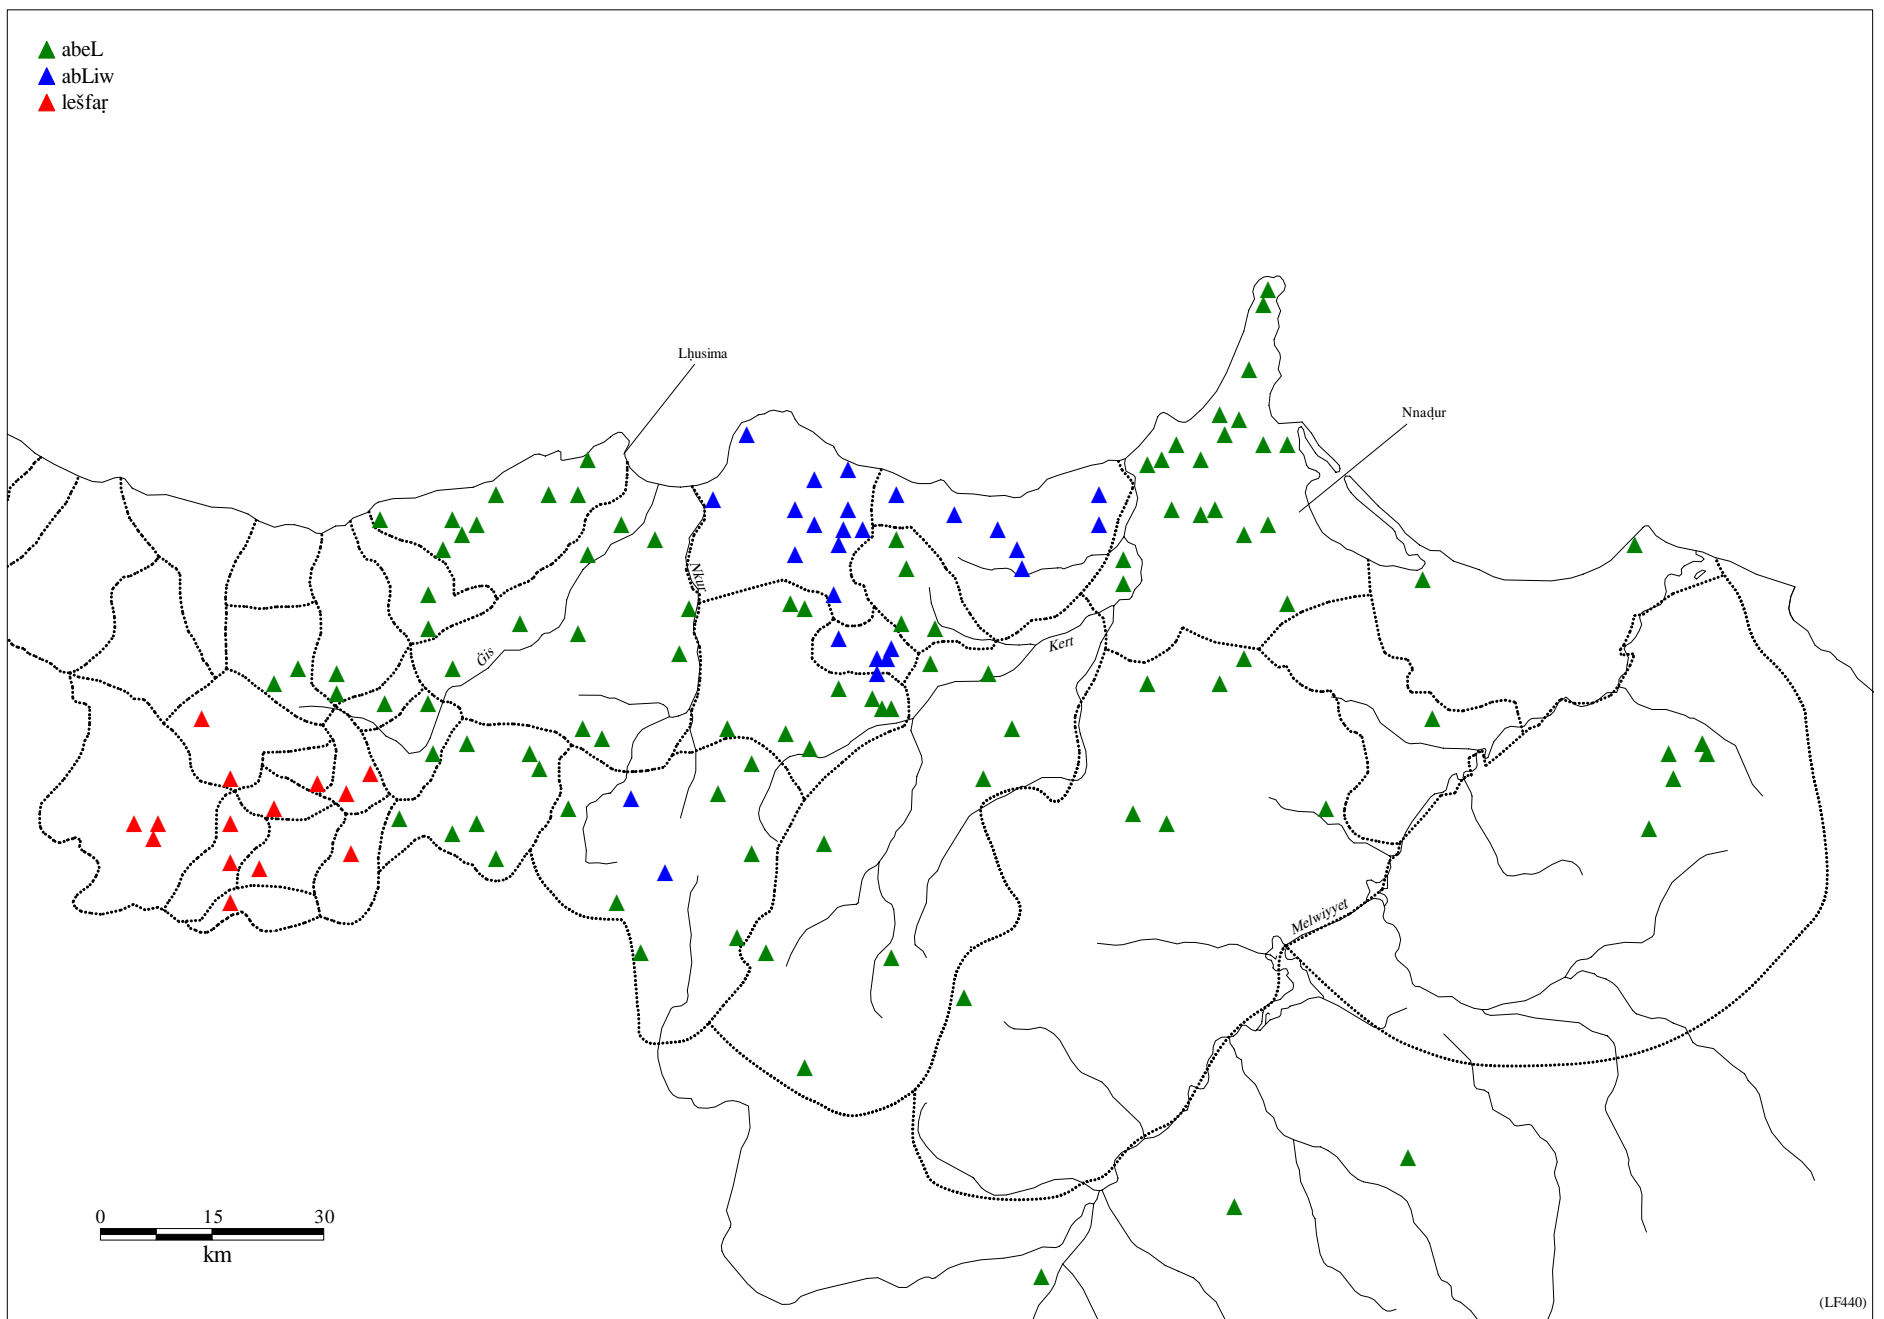 abeL
abLiw
lešfaṛ
Lḥusima
Nnaḍur
Nkur
Kert
Ġis
Melwiyyet
0 15 30
km
(LF440)